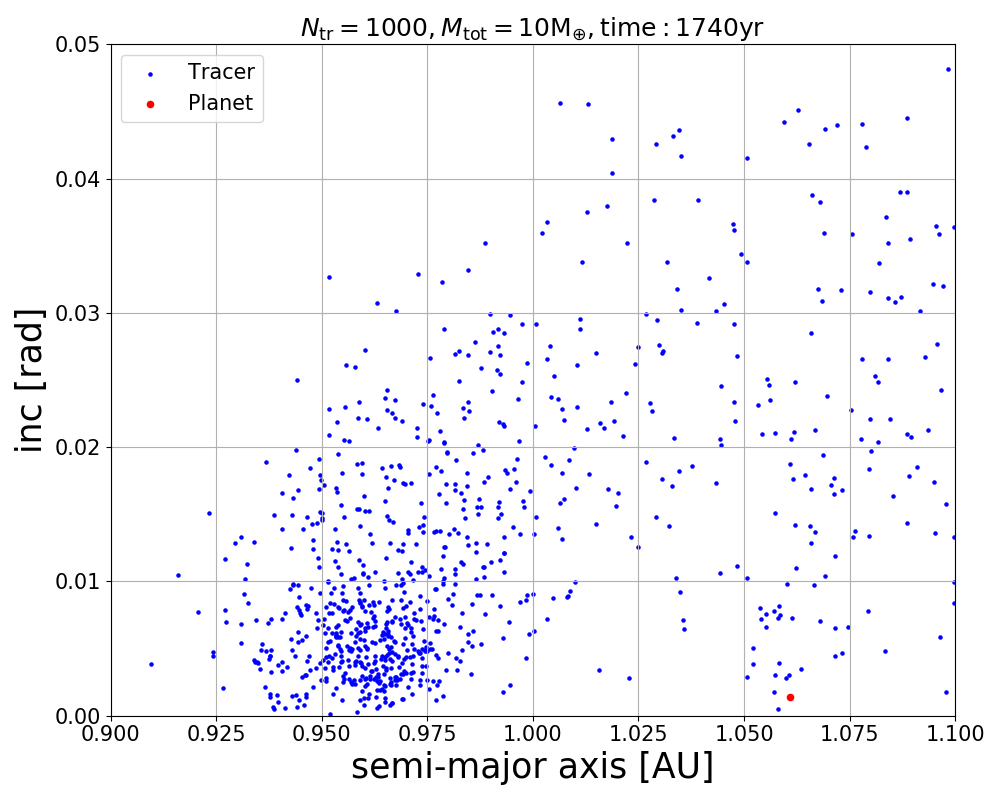 N_tr = 1000, M_tot = 10M_⊕, time : 1740yr
0.05
Tracer
Planet
0.04
0.03
inc [rad]
0.02
0.01
0.00
0.900 0.925 0.950 0.975 1.000 1.025 1.050 1.075 1.100
semi-major axis [AU]